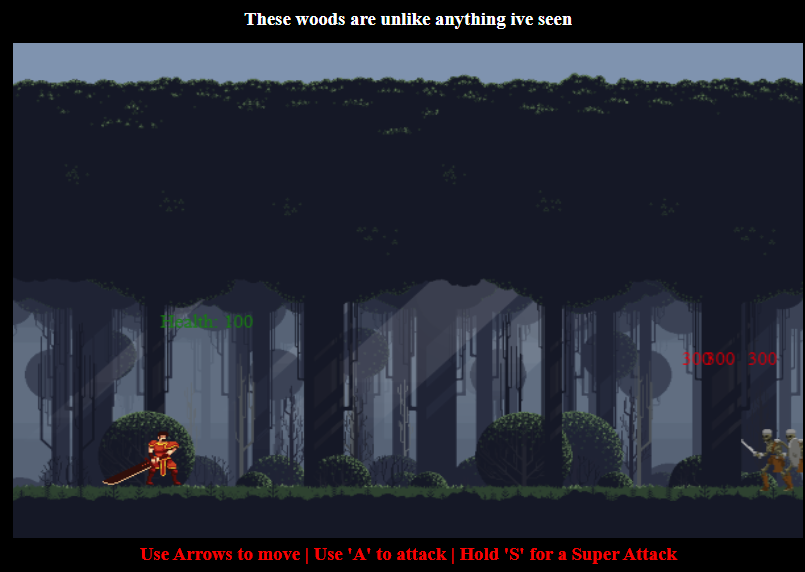 These woods are unlike anything ive seen
Health: 100
300 300 300
Use Arrows to move | Use 'A' to attack | Hold 'S' for a Super Attack